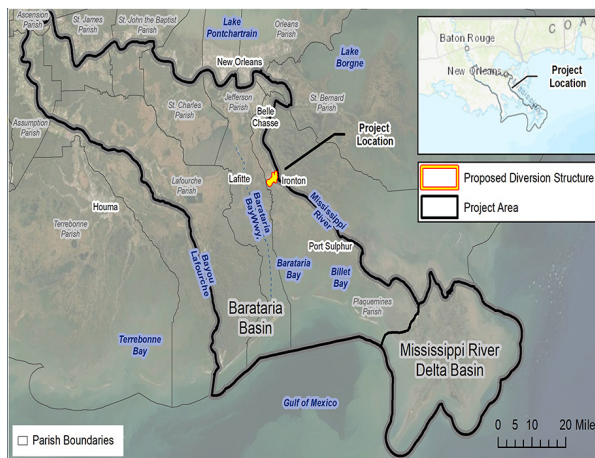 Ascension
Parish
St. James
Parish
St. John the Baptist
Parish
Lake
Pontchartrain
Orleans
Parish
New Orleans
Lake
Borgne
Assumption
Parish
St. Charles
Parish
Jefferson
Parish
Belle
Chasse
St. Bernard
Parish
Project
Location
Lafourche
Parish
Lafitte
Ironton
Houma
Terrebonne
Parish
Barataria
BayWwy.
Mississippi
River
Port Sulphur
Bayou
Lafourche
Barataria
Bay
Billet
Bay
Plaquemines
Parish
Barataria
Basin
Terrebonne
Bay
Mississippi River
Delta Basin
Gulf of Mexico
Parish Boundaries
0 5 10 20 Mile
C O A
Baton Rouge
New Orleans
Project
Location
Proposed Diversion Structure
Project Area